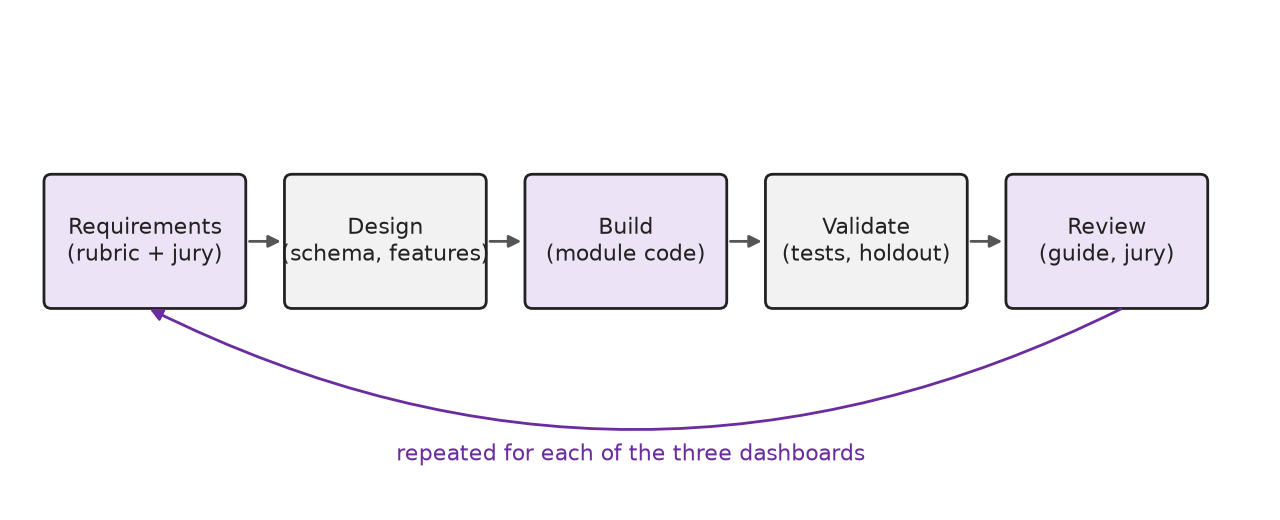 Requirements
(rubric + jury)
Design
(schema, features)
Build
(module code)
Validate
(tests, holdout)
Review
(guide, jury)
repeated for each of the three dashboards